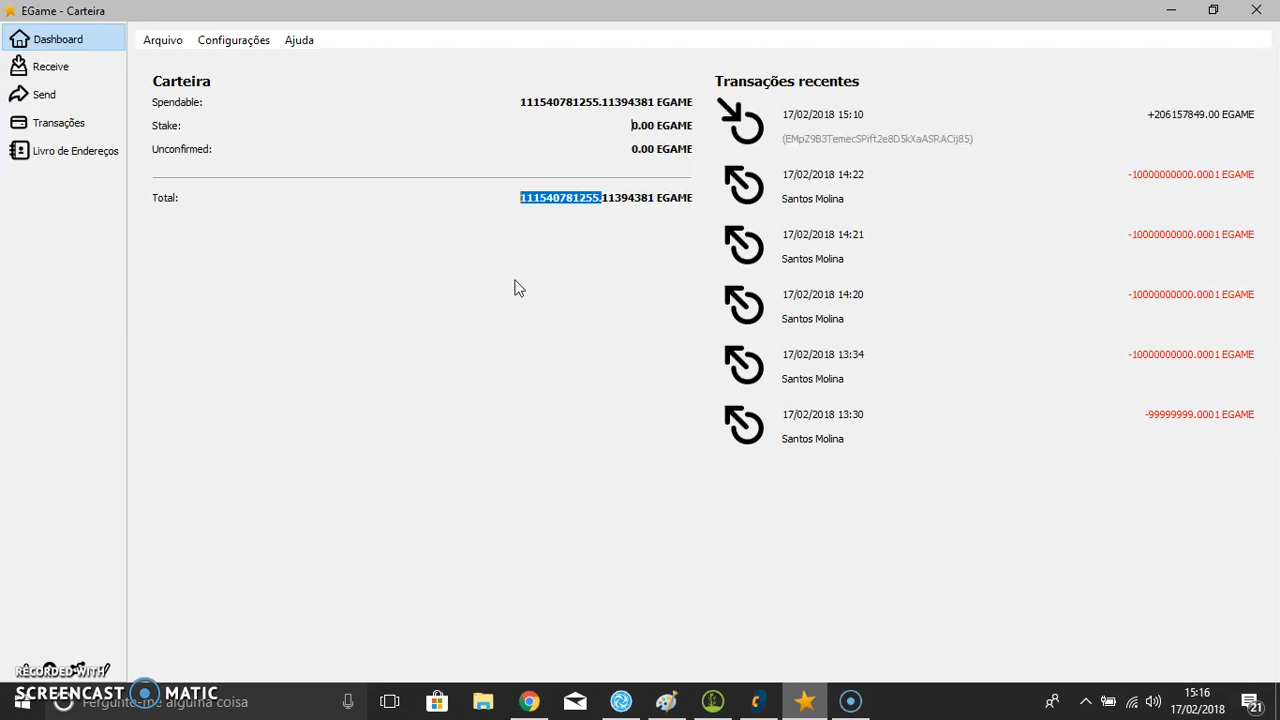 EGame - Carteira
Dashboard
Receive
Send
Transações
Livro de Endereços
Arquivo Configurações Ajuda
Carteira
Spendable: 111540781255.11394381 EGAME
Stake: 0.00 EGAME
Unconfirmed: 0.00 EGAME
Total: 111540781255.11394381 EGAME
Transações recentes
17/02/2018 15:10 +206157849.00 EGAME
(EMpZ9B3TemecSPift2e8D5kXaASRACij85)
17/02/2018 14:22 -10000000000.0001 EGAME
Santos Molina
17/02/2018 14:21 -10000000000.0001 EGAME
Santos Molina
17/02/2018 14:20 -10000000000.0001 EGAME
Santos Molina
17/02/2018 13:34 -10000000000.0001 EGAME
Santos Molina
17/02/2018 13:30 -99999999.0001 EGAME
Santos Molina
RECORDED WITH
SCREENCAST MATIC
Pergunte-me alguma coisa
15:16
17/02/2018
21